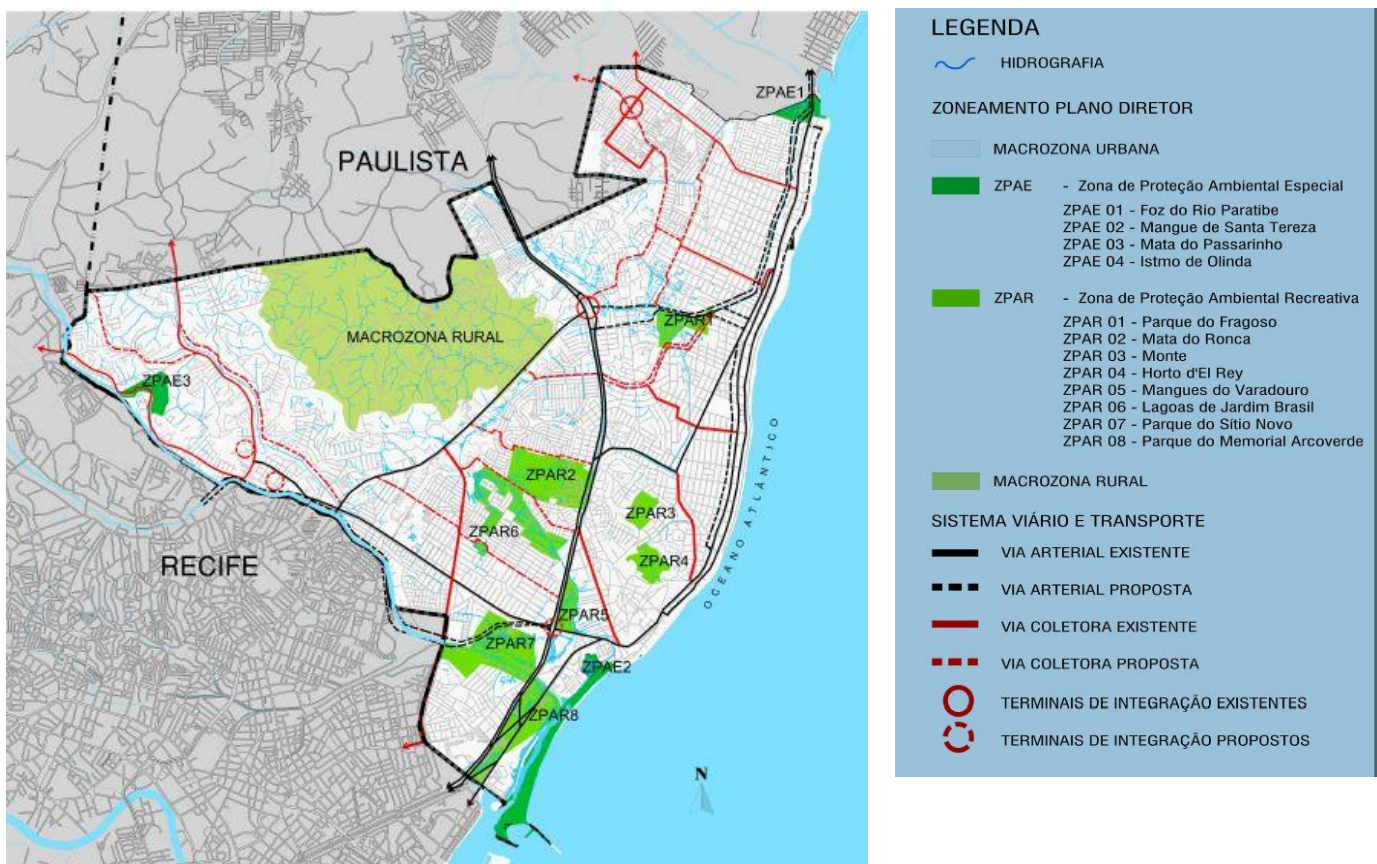 ZPAE1
PAULISTA
MACROZONA RURAL
ZPAR1
ZPAE3
ZPAR2
ZPAR3
ZPAR6
ZPAR4
RECIFE
ZPAR5
ZPAR7
ZPAE2
ZPAR8
OCEANO ATLÂNTICO
N
LEGENDA
HIDROGRAFIA
ZONEAMENTO PLANO DIRETOR
MACROZONA URBANA
ZPAE - Zona de Proteção Ambiental Especial
ZPAE 01 - Foz do Rio Paratibe
ZPAE 02 - Mangue de Santa Tereza
ZPAE 03 - Mata do Passarinho
ZPAE 04 - Istmo de Olinda
ZPAR - Zona de Proteção Ambiental Recreativa
ZPAR 01 - Parque do Fragoso
ZPAR 02 - Mata do Ronca
ZPAR 03 - Monte
ZPAR 04 - Horto d'El Rey
ZPAR 05 - Mangues do Varadouro
ZPAR 06 - Lagoas de Jardim Brasil
ZPAR 07 - Parque do Sítio Novo
ZPAR 08 - Parque do Memorial Arcoverde
MACROZONA RURAL
SISTEMA VIÁRIO E TRANSPORTE
VIA ARTERIAL EXISTENTE
VIA ARTERIAL PROPOSTA
VIA COLETORA EXISTENTE
VIA COLETORA PROPOSTA
TERMINAIS DE INTEGRAÇÃO EXISTENTES
TERMINAIS DE INTEGRAÇÃO PROPOSTOS